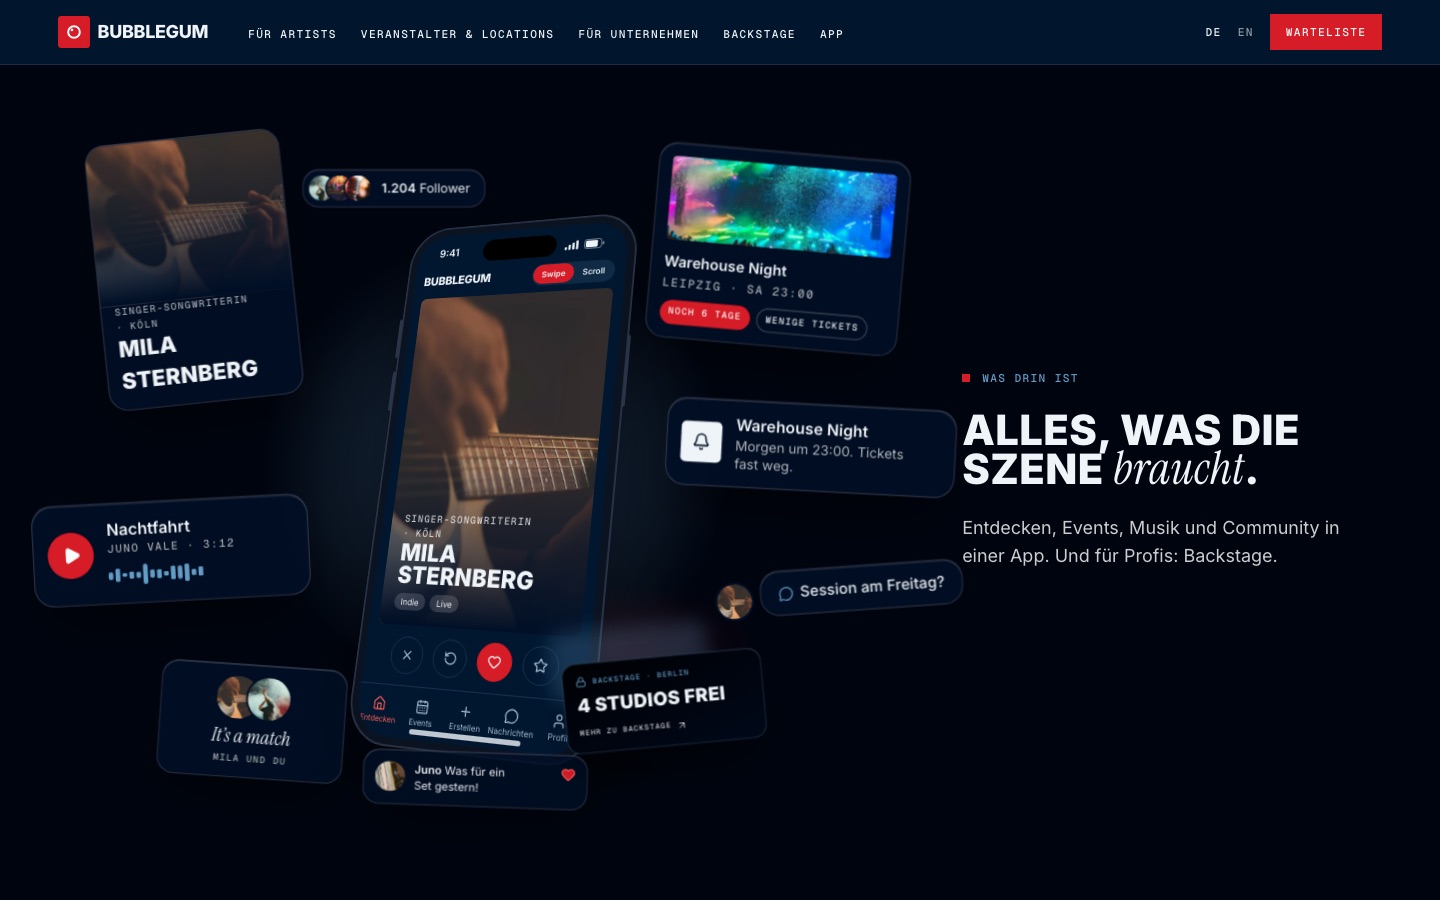 BUBBLEGUM
FÜR ARTISTS
VERANSTALTER & LOCATIONS
FÜR UNTERNEHMEN
BACKSTAGE
APP
DE
EN
WARTELISTE
SINGER-SONGWRITERIN
· KÖLN
MILA
STERNBERG
1.204 Follower
9:41
BUBBLEGUM
Swipe
Scroll
SINGER-SONGWRITERIN
· KÖLN
MILA
STERNBERG
Indie
Live
Entdecken
Events
Erstellen
Nachrichten
Profil
Warehouse Night
LEIPZIG · SA 23:00
NOCH 6 TAGE
WENIGE TICKETS
Warehouse Night
Morgen um 23:00. Tickets
fast weg.
Nachtfahrt
JUNO VALE · 3:12
Session am Freitag?
BACKSTAGE · BERLIN
4 STUDIOS FREI
MEHR ZU BACKSTAGE
It's a match
MILA UND DU
Juno Was für ein
Set gestern!
WAS DRIN IST
ALLES, WAS DIE
SZENE braucht.
Entdecken, Events, Musik und Community in
einer App. Und für Profis: Backstage.